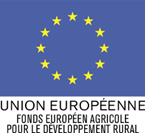 UNION EUROPÉENNE
FONDS EUROPÉEN AGRICOLE
POUR LE DÉVELOPPEMENT RURAL